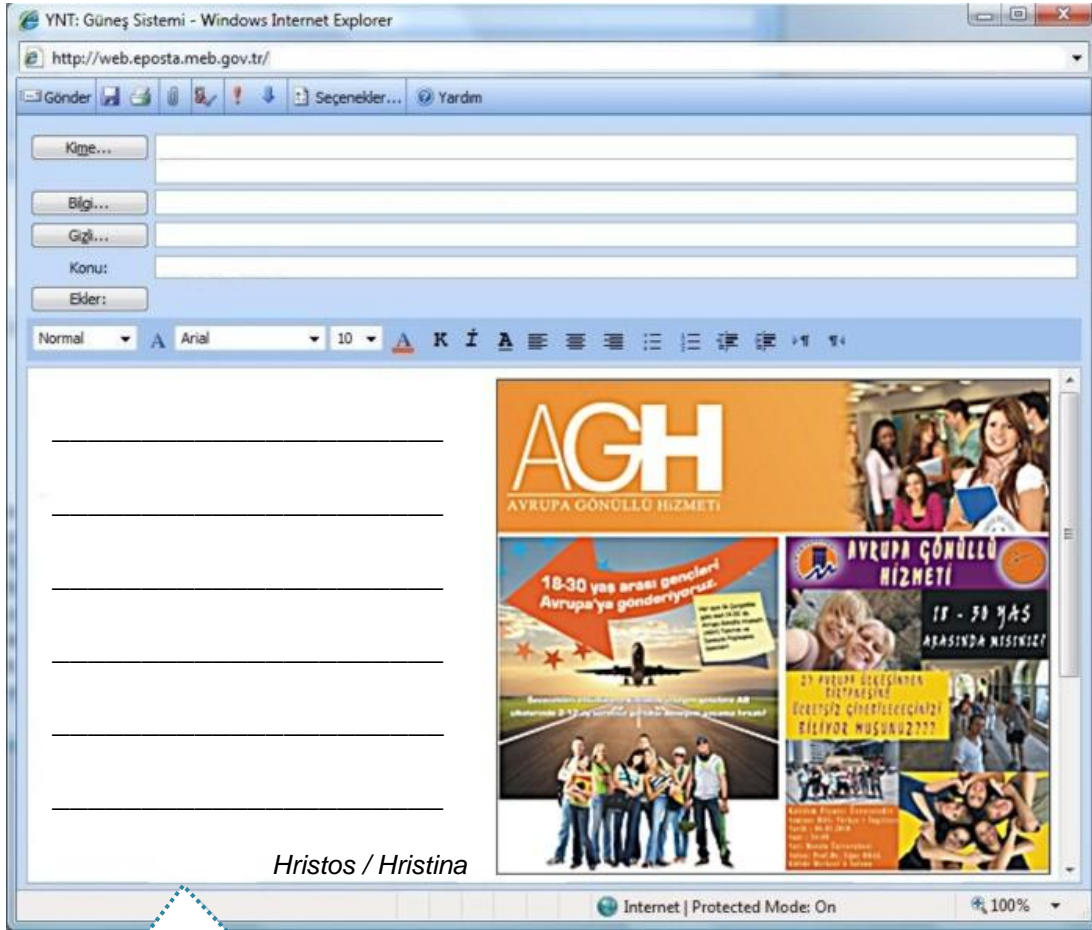 YNT: Güneş Sistemi - Windows Internet Explorer
http://web.eposta.meb.gov.tr/
Gönder Seçenekler... Yardım
Kime...
Bilgi...
Gizli...
Konu:
Ekler:
Normal A Arial 10 A K İ A
AGH
AVRUPA GÖNÜLLÜ HİZMETİ
18-30 yaş arası gençleri
Avrupa'ya gönderiyoruz.
AVRUPA GÖNÜLLÜ
HİZMETİ
18 - 30 YAŞ
ARASINDA MISINIZ?
27 AVRUPA ÜLKESİNDEN
BİRTANESİNE
ÜCRETSİZ GİDEBİLECEĞİNİZİ
BİLİYOR MUSUNUZ????
Hristos / Hristina
Internet | Protected Mode: On
100%